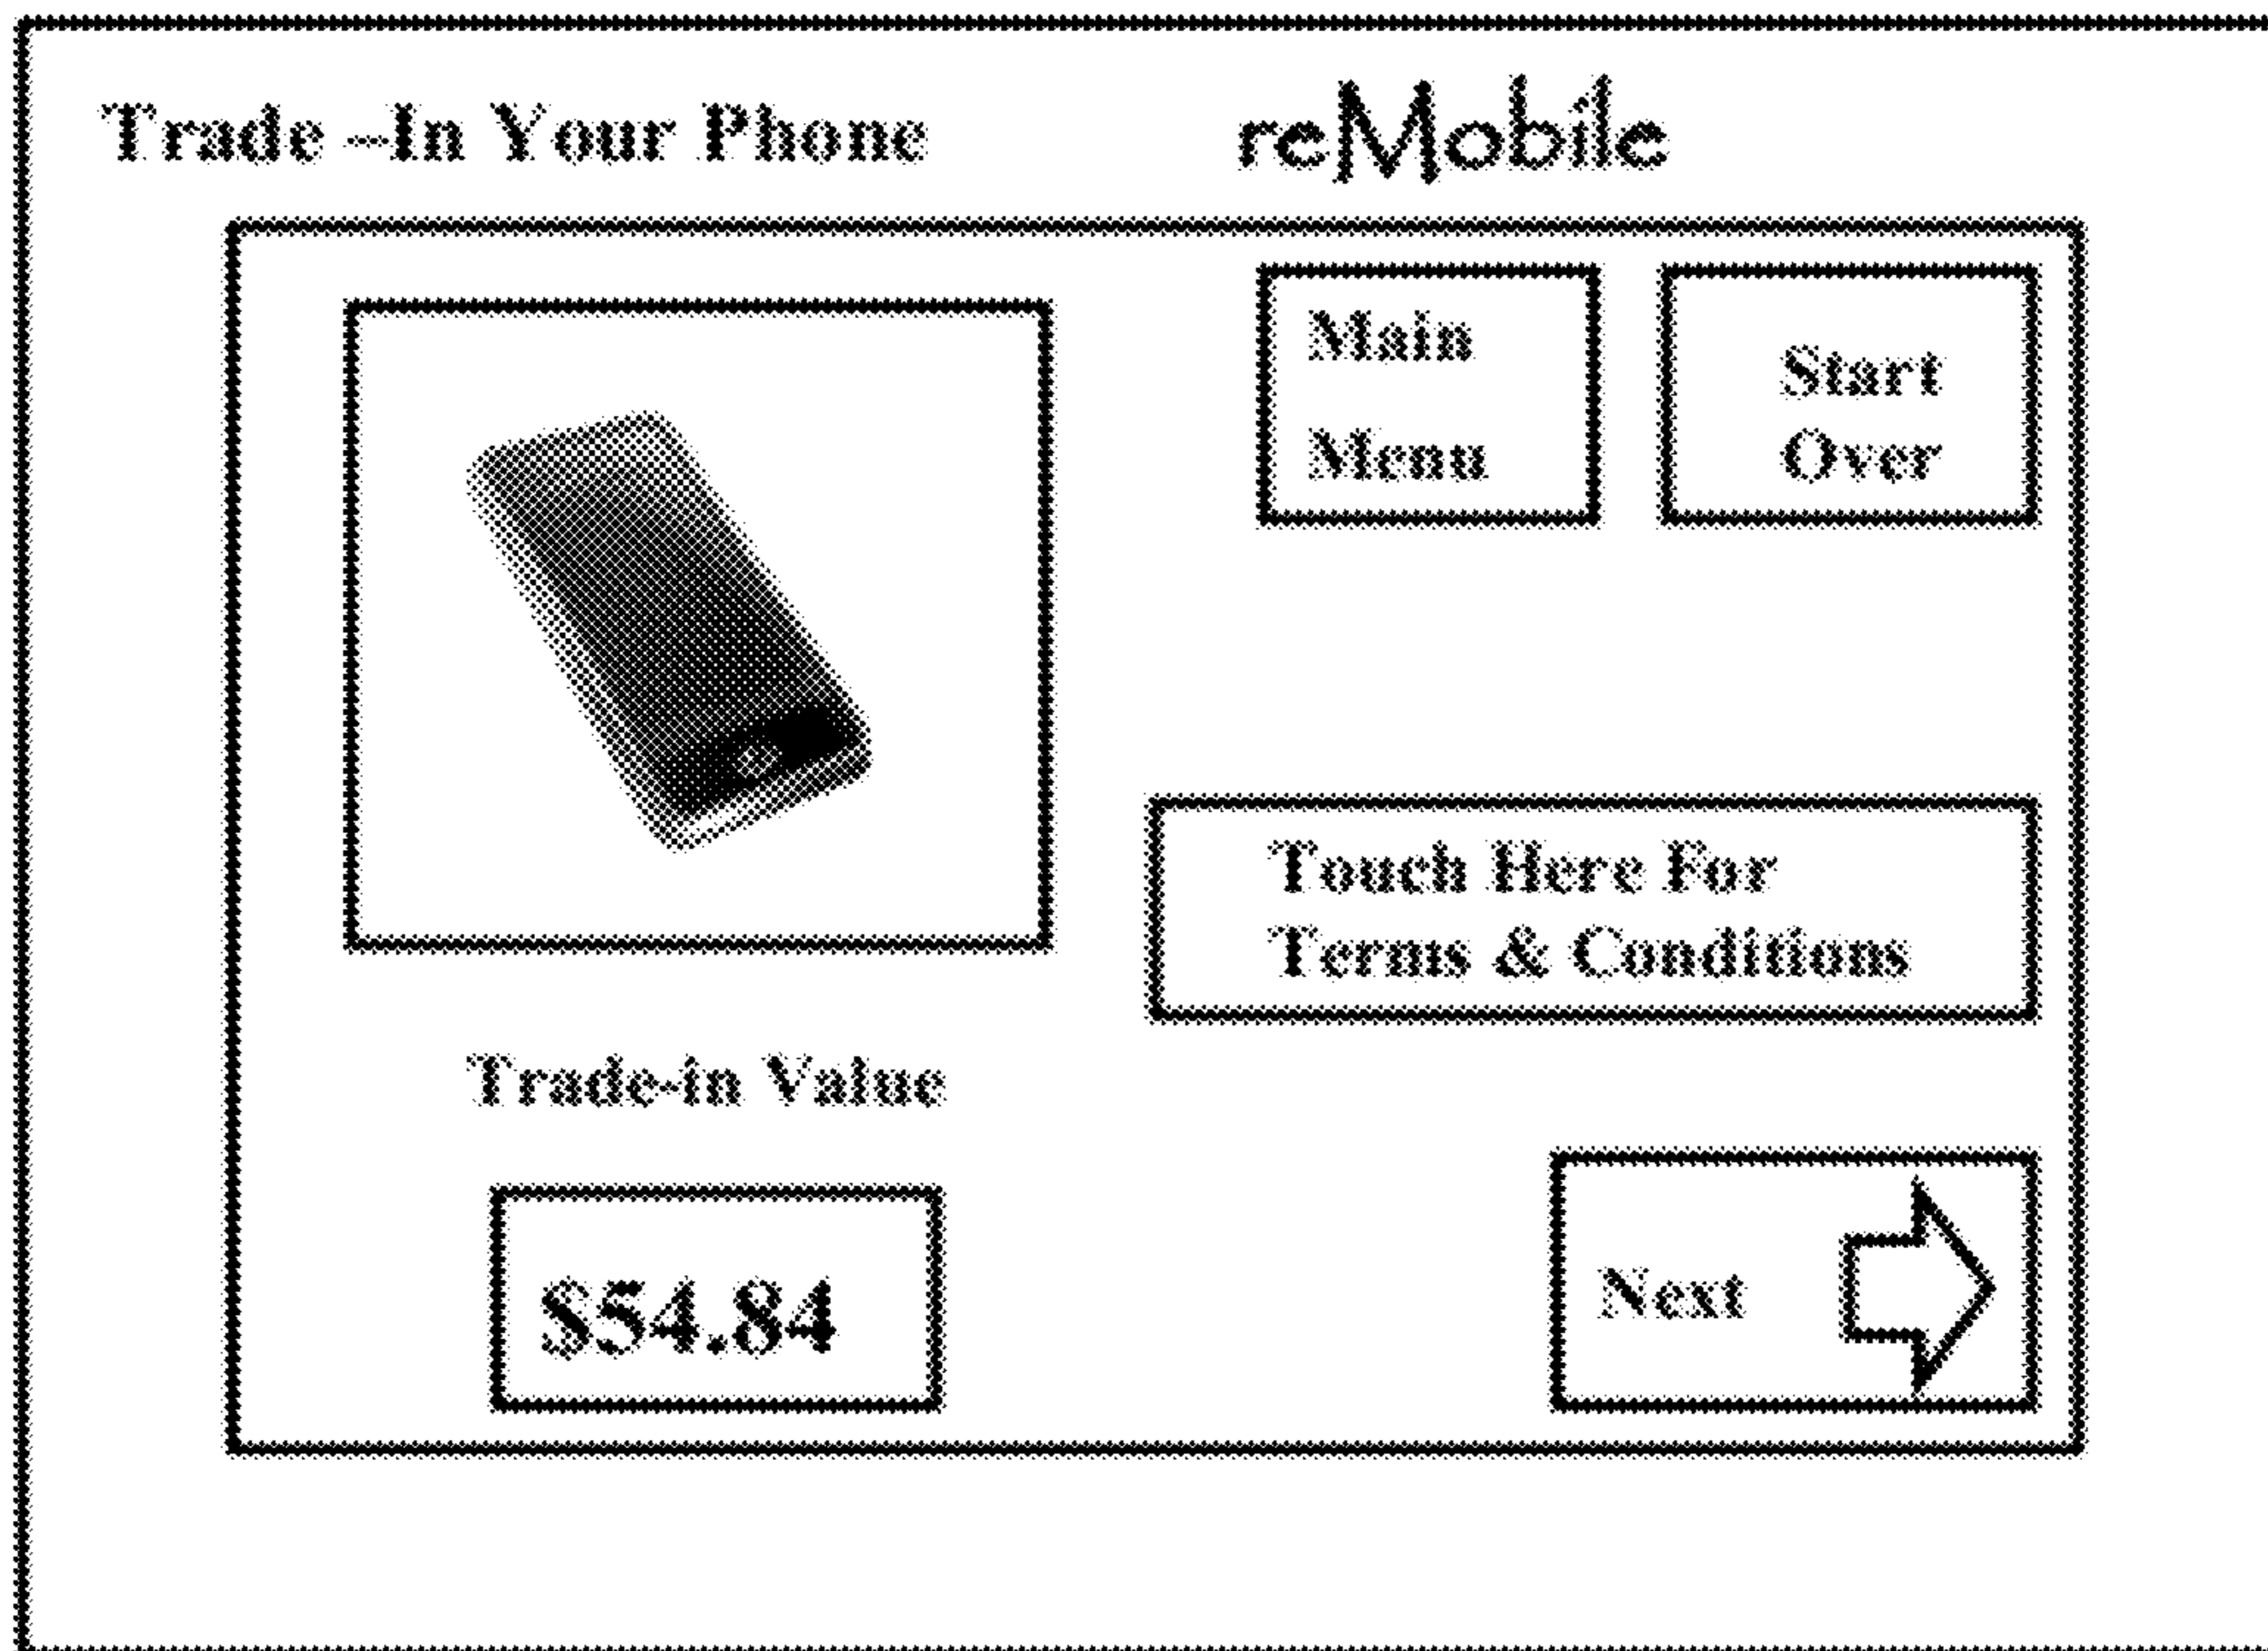 Trade –In Your Phone
reMobile
Main
Menu
Start
Over
Touch Here For
Terms & Conditions
Trade-in Value
$54.84
Next